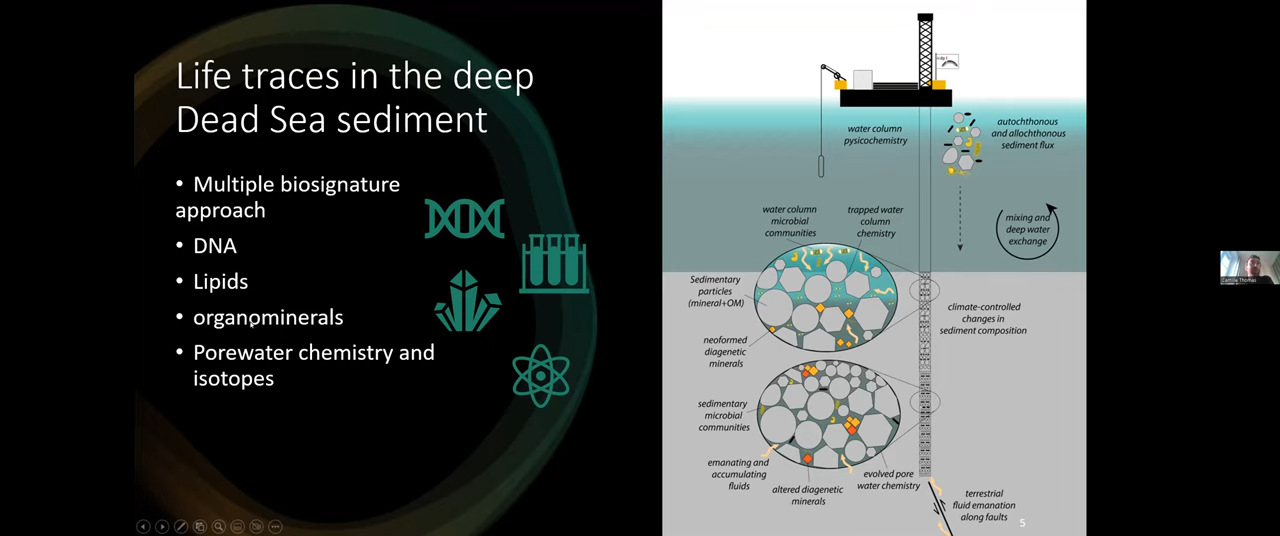 Life traces in the deep
Dead Sea sediment
• Multiple biosignature
approach
• DNA
• Lipids
• organominerals
• Porewater chemistry and
isotopes
water column
pysicochemistry
autochthonous
and allochthonous
sediment flux
mixing and
deep water
exchange
water column
microbial
communities
trapped water
column
chemistry
Sedimentary
particles
(mineral+OM)
neoformed
diagenetic
minerals
climate-controlled
changes in
sediment composition
sedimentary
microbial
communities
emanating and
accumulating
fluids
altered diagenetic
minerals
evolved pore
water chemistry
terrestrial
fluid emanation
along faults
5
Camille Thomas